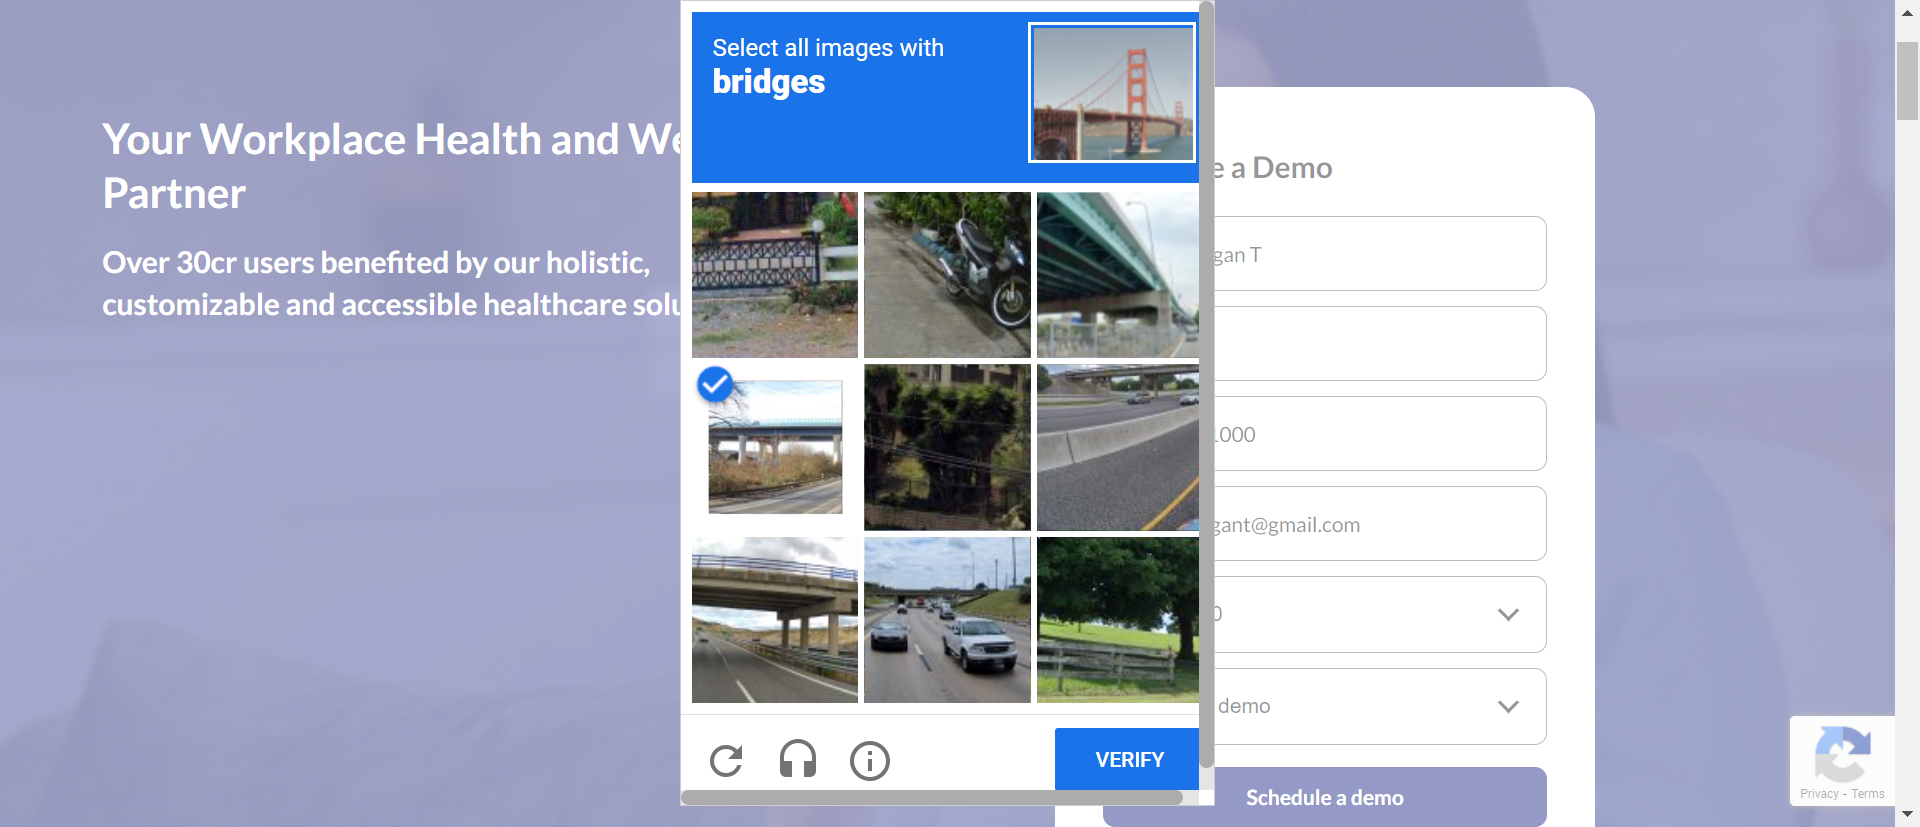 Select all images with
bridges
Your Workplace Health and We
Partner
Over 30cr users benefited by our holistic,
customizable and accessible healthcare solu
e a Demo
gan T
1000
gant@gmail.com
0
demo
VERIFY
Schedule a demo
Privacy - Terms